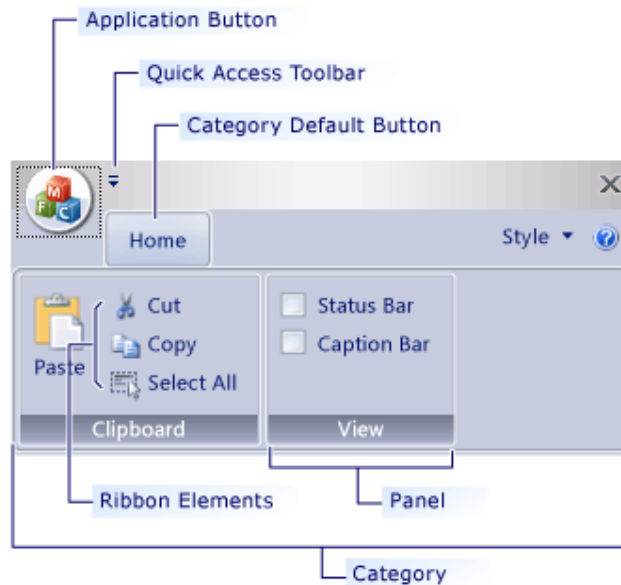 Application Button
Quick Access Toolbar
Category Default Button
M
F
C
Home
Style
?
Paste
Cut
Copy
Select All
Status Bar
Caption Bar
Clipboard
View
Ribbon Elements
Panel
Category